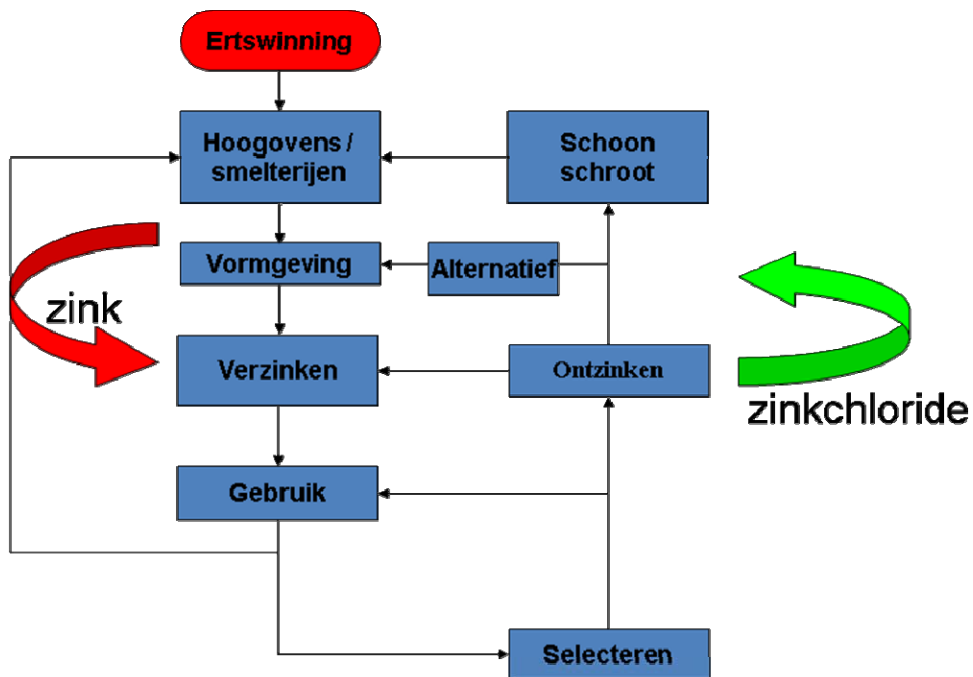 Ertswinning
Hoogovens /
smelterijen
Schoon
schroot
Vormgeving
Alternatief
zink
Verzinken
Ontzinken
zinkchloride
Gebruik
Selecteren